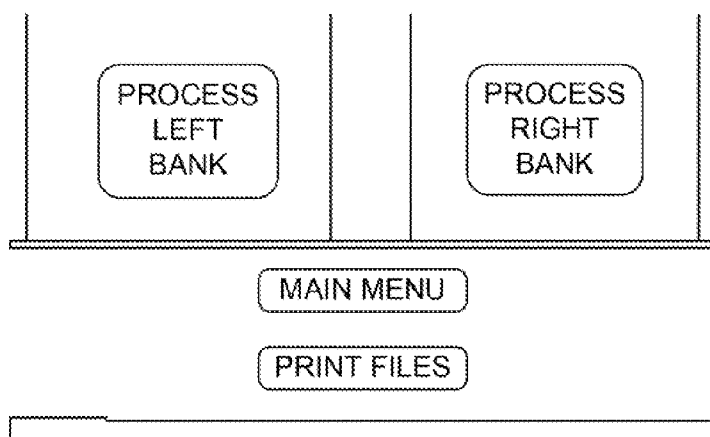 PROCESS
LEFT
BANK
PROCESS
RIGHT
BANK
MAIN MENU
PRINT FILES